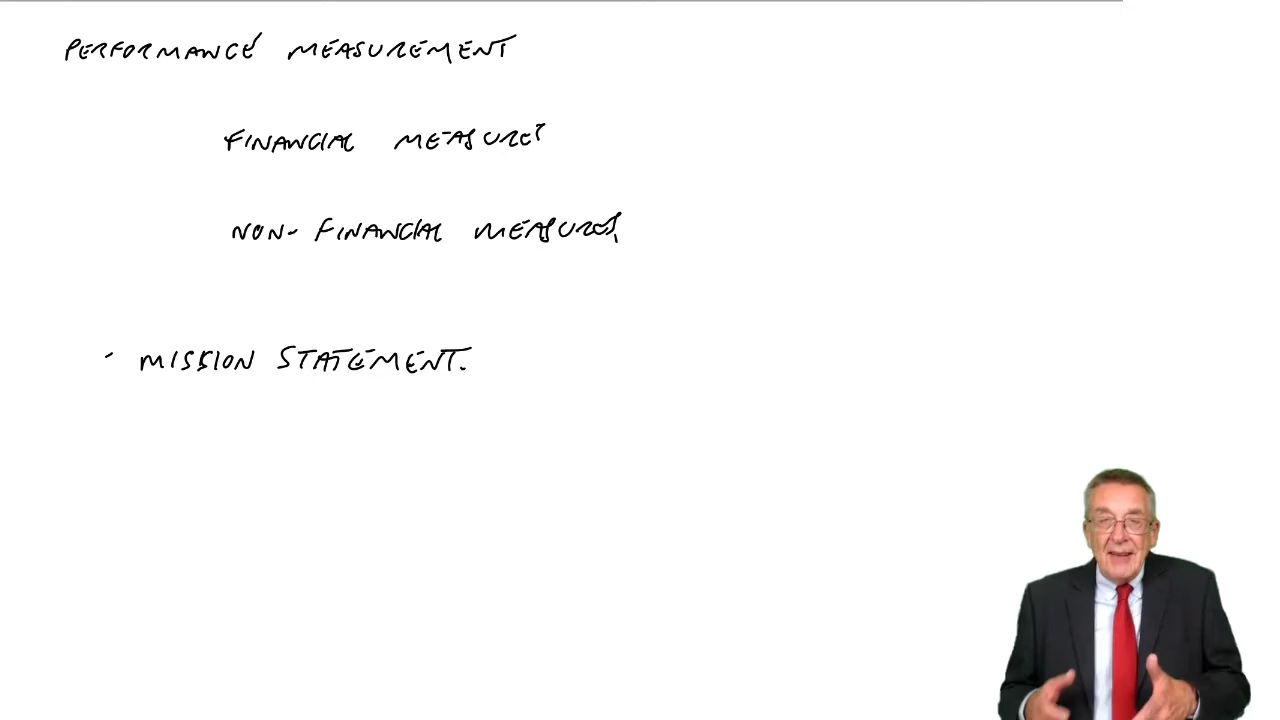 PERFORMANCE MEASUREMENT
FINANCIAL MEASURES
NON-FINANCIAL MEASURES
MISSION STATEMENT.